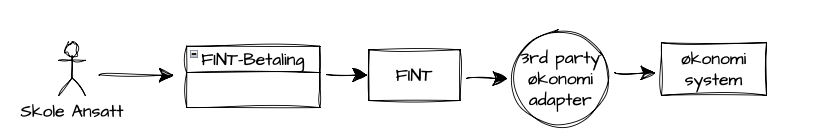 FINT-Betaling
FINT
3rd party
økonomi
adapter
økonomi
system
Skole Ansatt